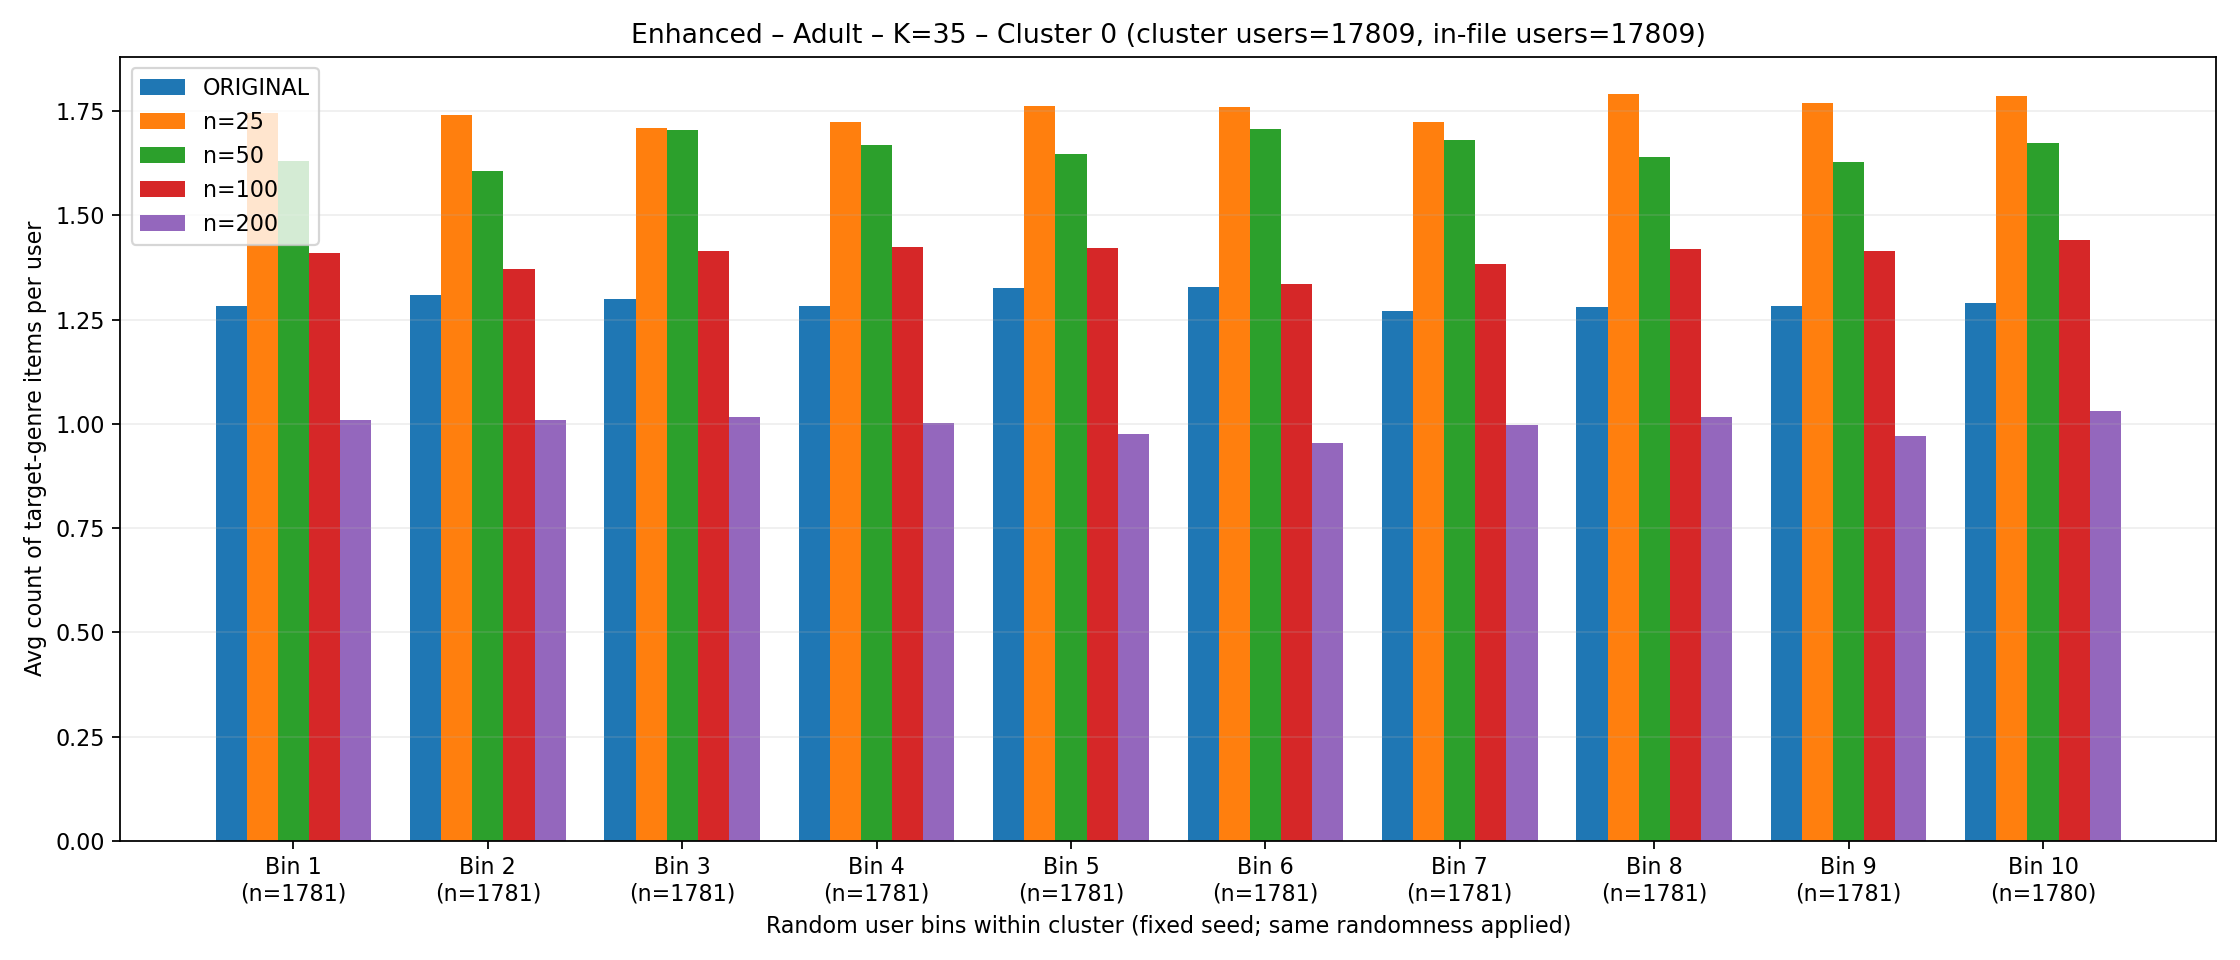 Enhanced – Adult – K=35 – Cluster 0 (cluster users=17809, in-file users=17809)
ORIGINAL
n=25
n=50
n=100
n=200
Avg count of target-genre items per user
1.75
1.50
1.25
1.00
0.75
0.50
0.25
0.00
Bin 1 Bin 2 Bin 3 Bin 4 Bin 5 Bin 6 Bin 7 Bin 8 Bin 9 Bin 10
(n=1781) (n=1781) (n=1781) (n=1781) (n=1781) (n=1781) (n=1781) (n=1781) (n=1781) (n=1780)
Random user bins within cluster (fixed seed; same randomness applied)